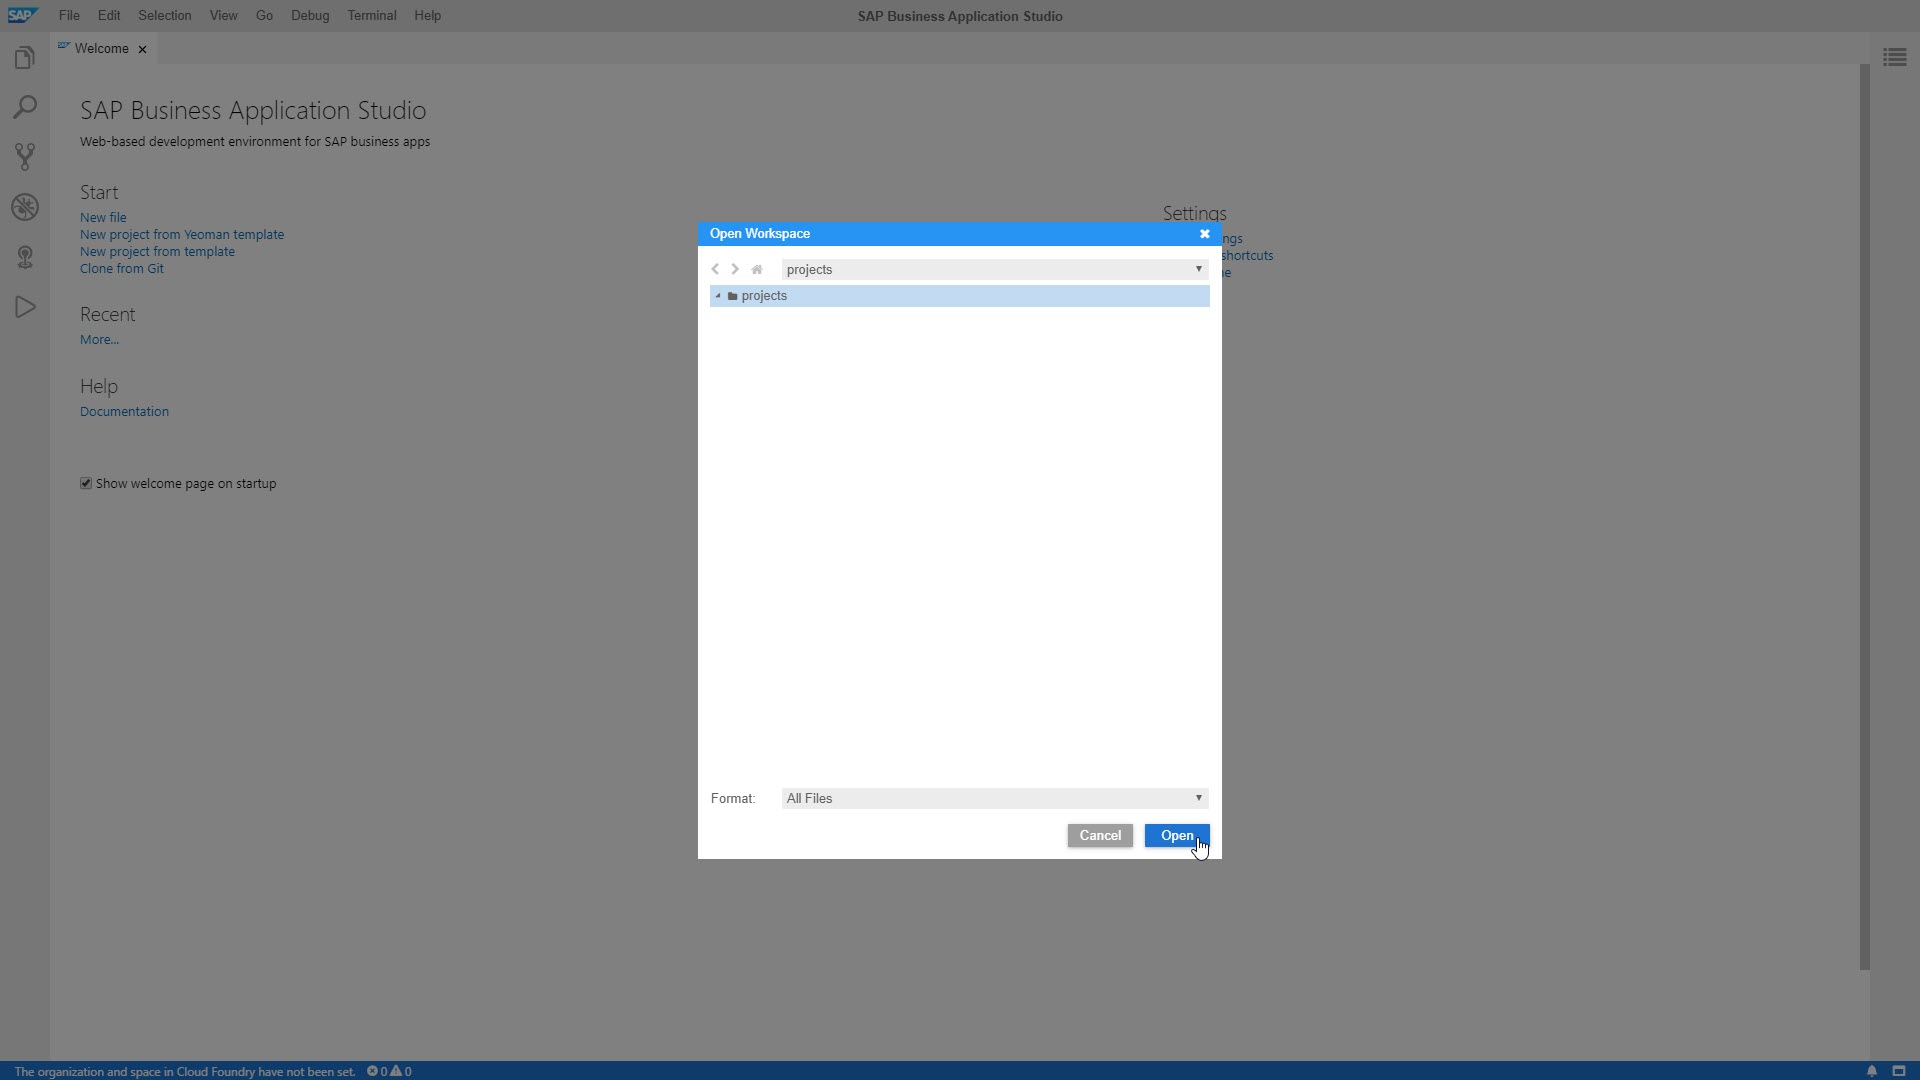 SAP File Edit Selection View Go Debug Terminal Help SAP Business Application Studio
Welcome
SAP Business Application Studio
Web-based development environment for SAP business apps
Start
New file
New project from Yeoman template
New project from template
Clone from Git
Recent
More...
Help
Documentation
Show welcome page on startup
Settings
ngs
shortcuts
Open Workspace
projects
projects
Format: All Files
Cancel Open
The organization and space in Cloud Foundry have not been set. 0 0